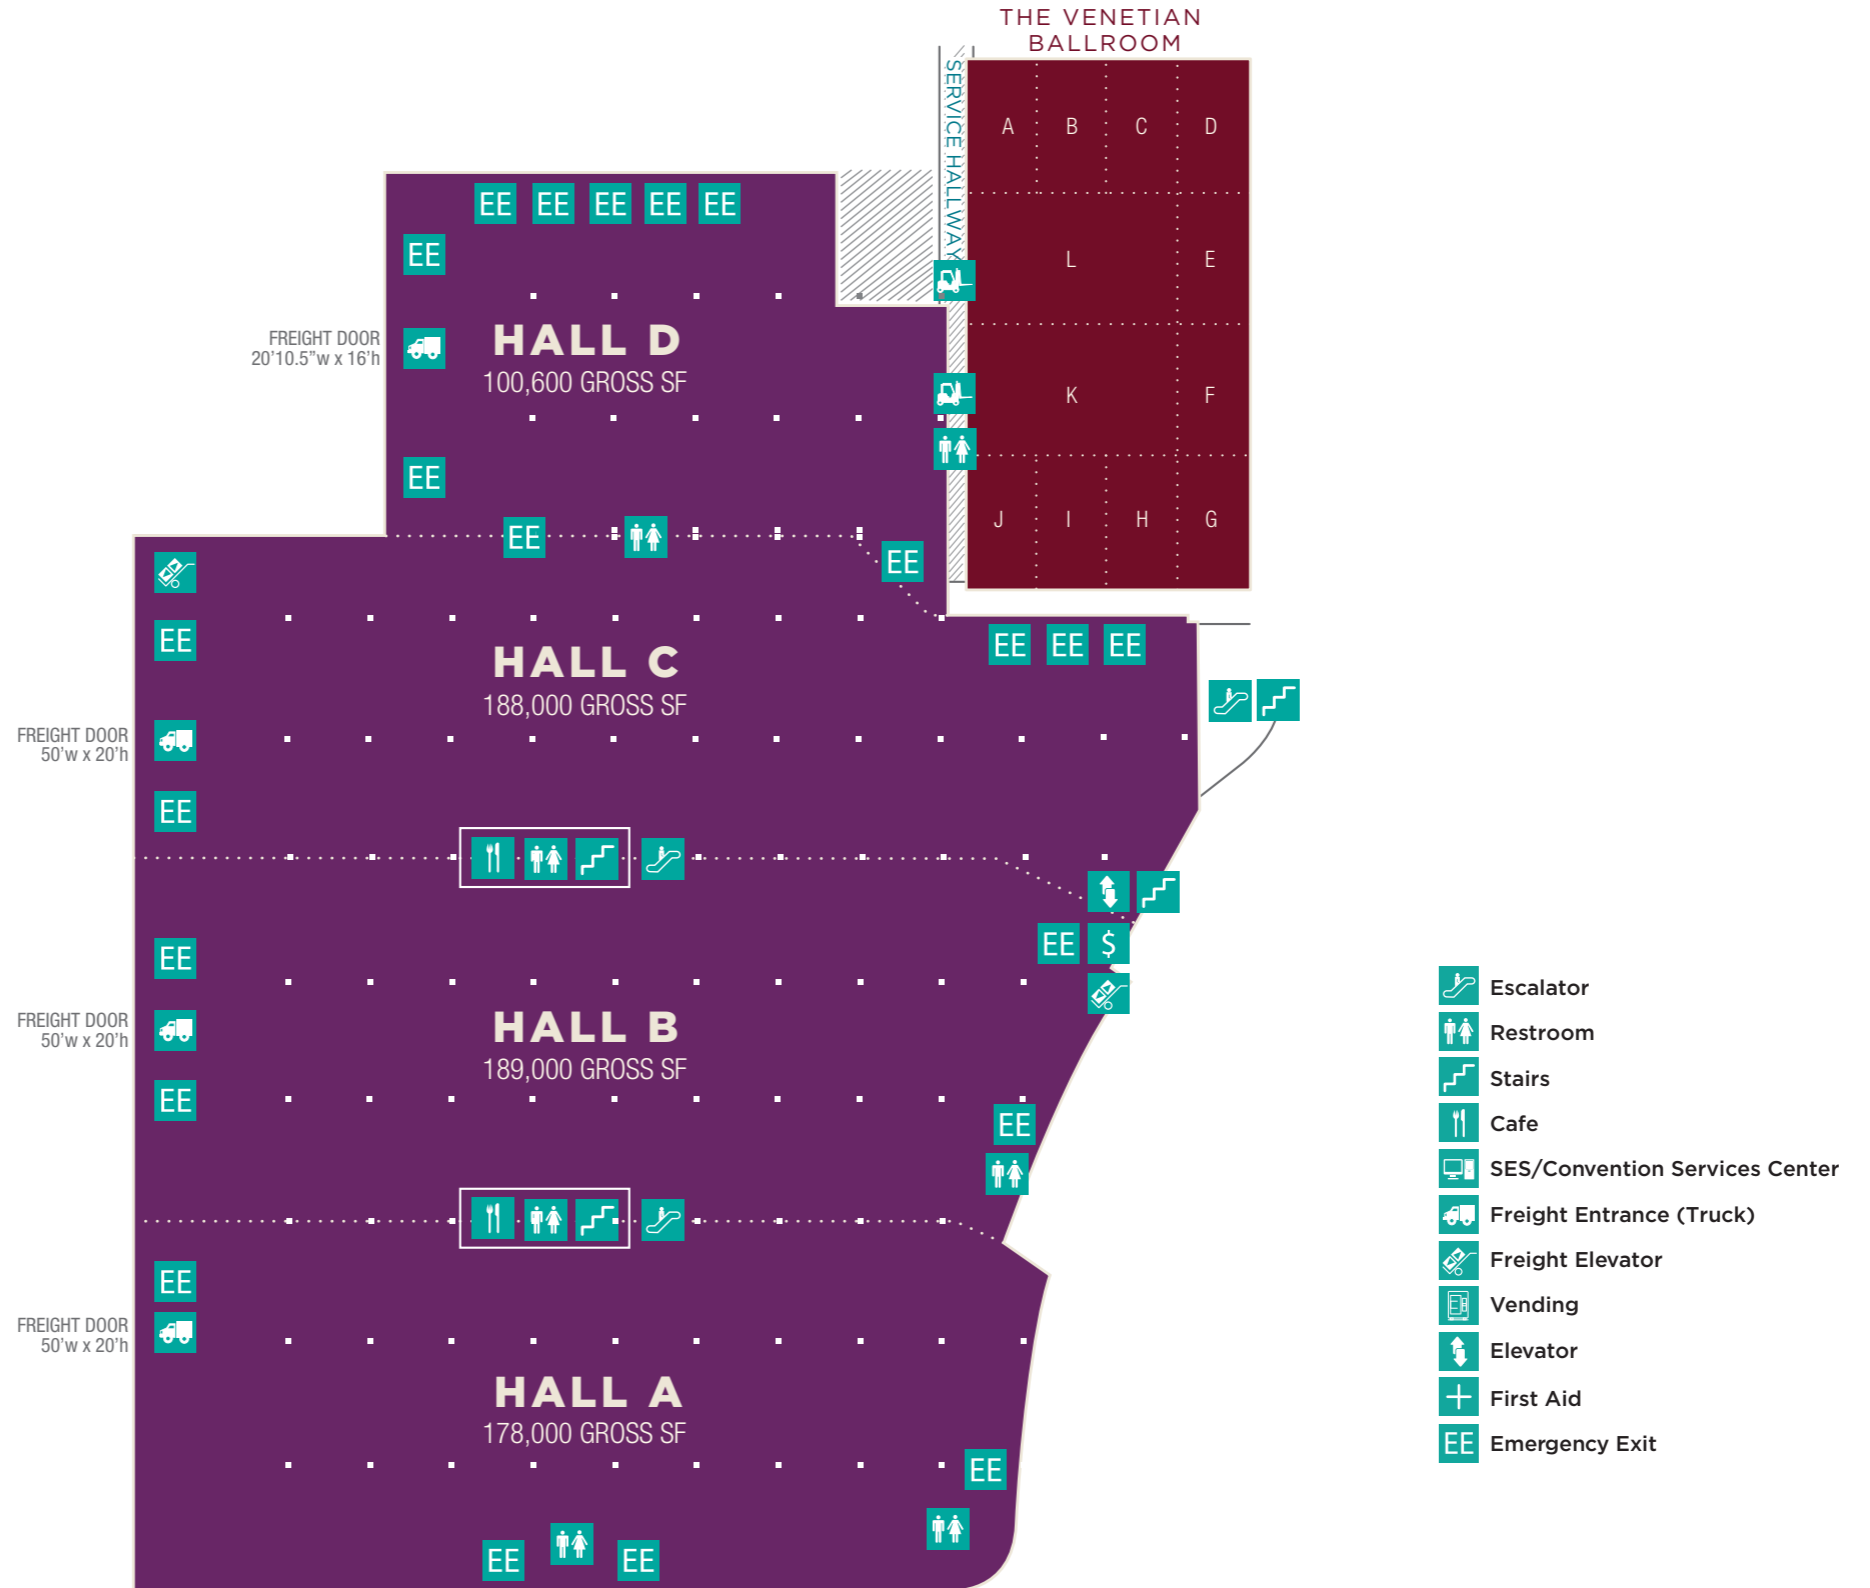 THE VENETIAN
BALLROOM
SERVICE HALLWAY
A B C D
EE EE EE EE EE
EE
L E
FREIGHT DOOR
20'10.5”w x 16'h
HALL D
100,600 GROSS SF
K F
EE
J I H G
EE
EE
EE
EE EE EE
HALL C
188,000 GROSS SF
FREIGHT DOOR
50'w x 20'h
EE
EE $
EE
FREIGHT DOOR
50'w x 20'h
HALL B
189,000 GROSS SF
EE
EE
EE
FREIGHT DOOR
50'w x 20'h
HALL A
178,000 GROSS SF
EE
EE EE
Escalator
Restroom
Stairs
Cafe
SES/Convention Services Center
Freight Entrance (Truck)
Freight Elevator
Vending
Elevator
First Aid
EE Emergency Exit